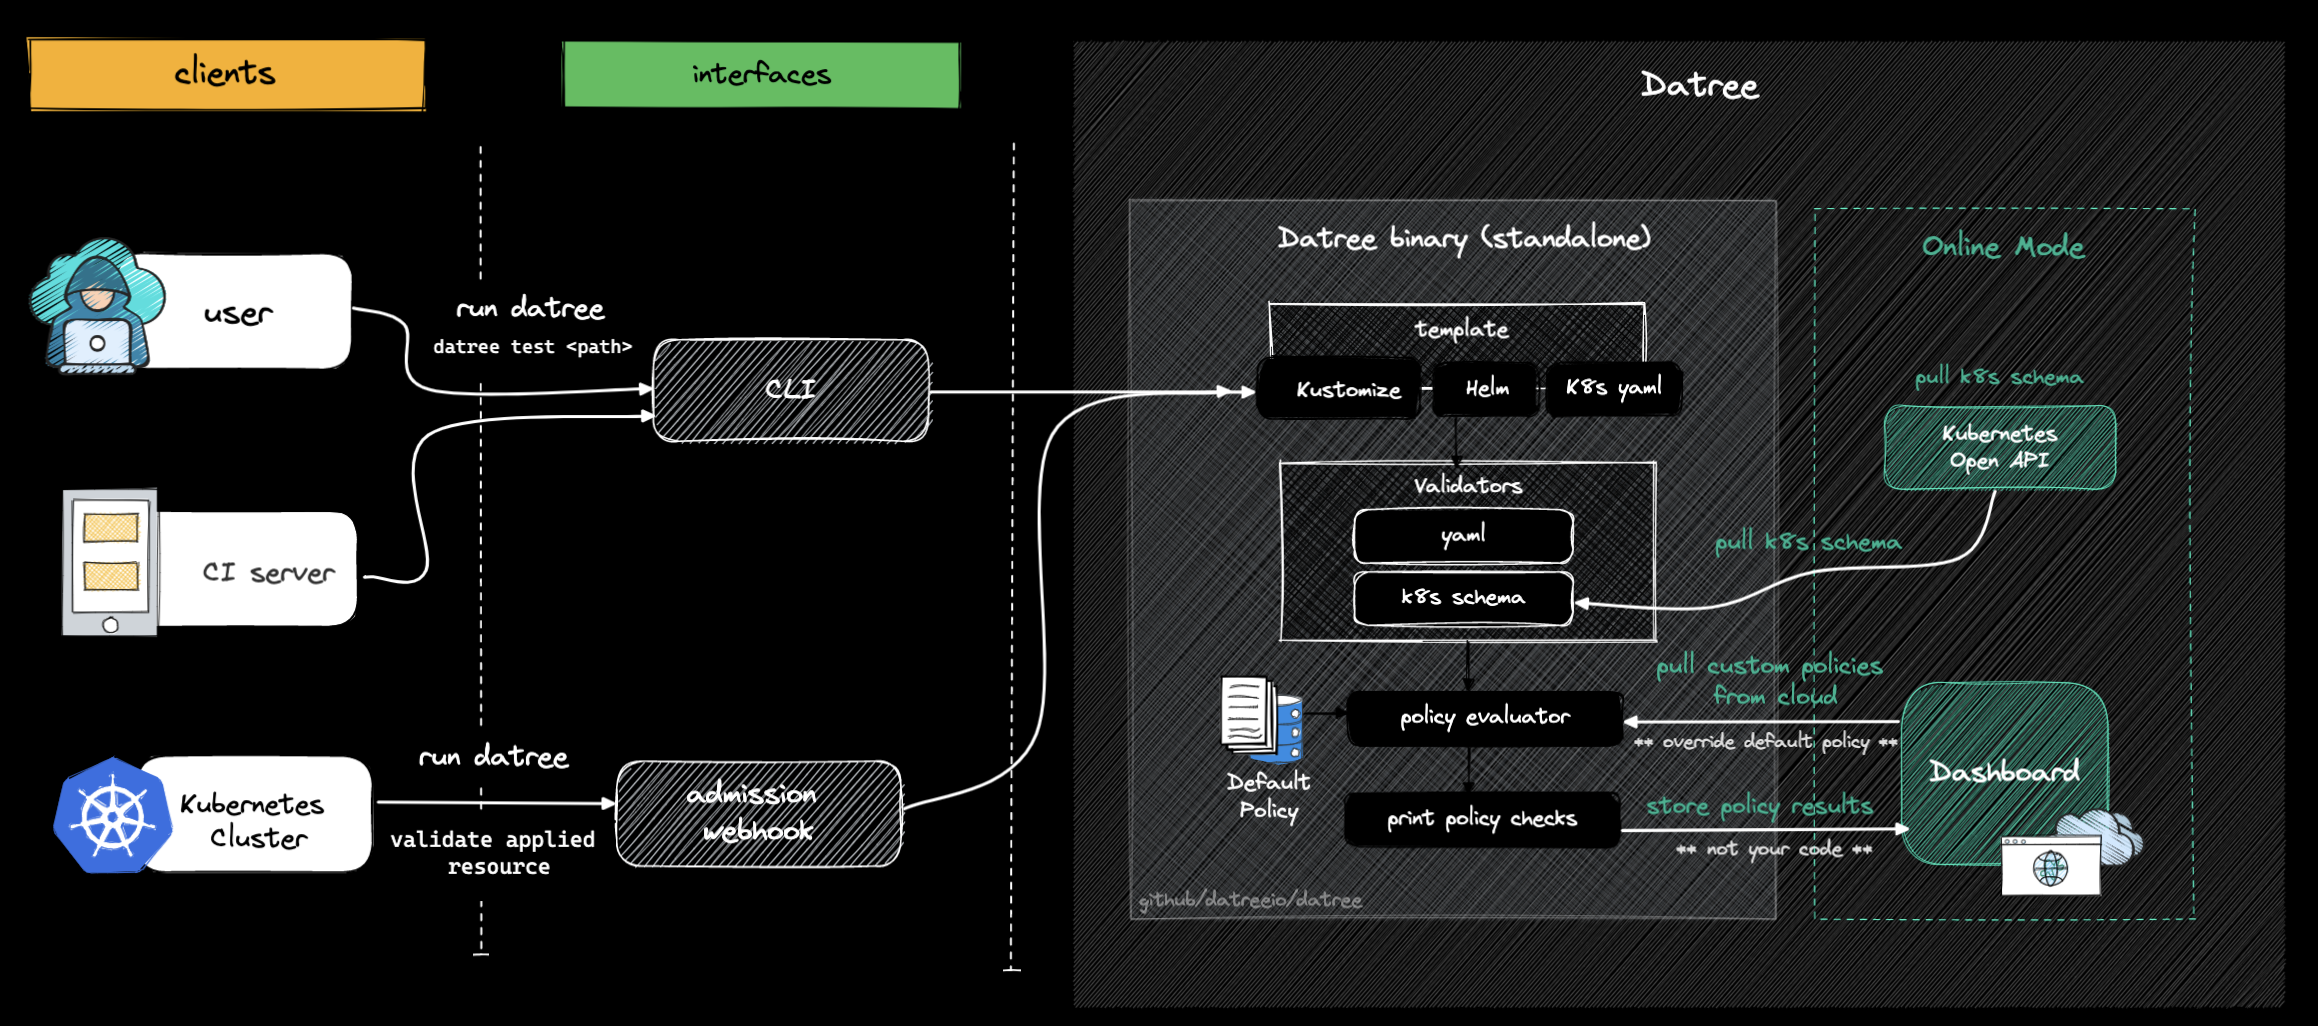 clients
interfaces
Datree
user
run datree
datree test <path>
CLI
CI server
Kubernetes
Cluster
run datree
validate applied
resource
admission
webhook
Datree binary (standalone)
template
Kustomize
Helm
K8s yaml
Validators
yaml
k8s schema
Default
Policy
policy evaluator
print policy checks
github/datreeio/datree
Online Mode
pull k8s schema
Kubernetes
Open API
pull k8s schema
pull custom policies
from cloud
** override default policy **
Dashboard
store policy results
** not your code **